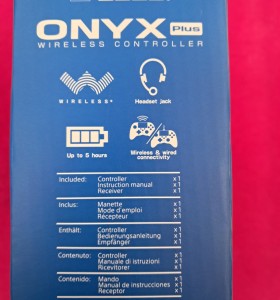 ONYX Plus
WIRELESS CONTROLLER
WIRELESS*
Headset jack
Up to 5 hours
Wireless & wired
connectivity
Included: Controller x1
Instruction manual x1
Receiver x1
Inclus: Manette x1
Mode d'emploi x1
Récepteur x1
Enthält: Controller x1
Bedienungsanleitung x1
Empfänger x1
Contenuto: Controller x1
Manuale di istruzioni x1
Ricevitore x1
Contenido: Mando x1
Manual de instrucciones x1
Receptor x1